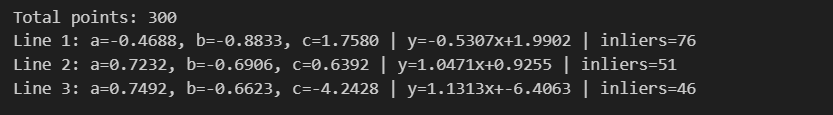 Total points: 300
Line 1: a=-0.4688, b=-0.8833, c=1.7580 | y=-0.5307x+1.9902 | inliers=76
Line 2: a=0.7232, b=-0.6906, c=0.6392 | y=1.0471x+0.9255 | inliers=51
Line 3: a=0.7492, b=-0.6623, c=-4.2428 | y=1.1313x+-6.4063 | inliers=46